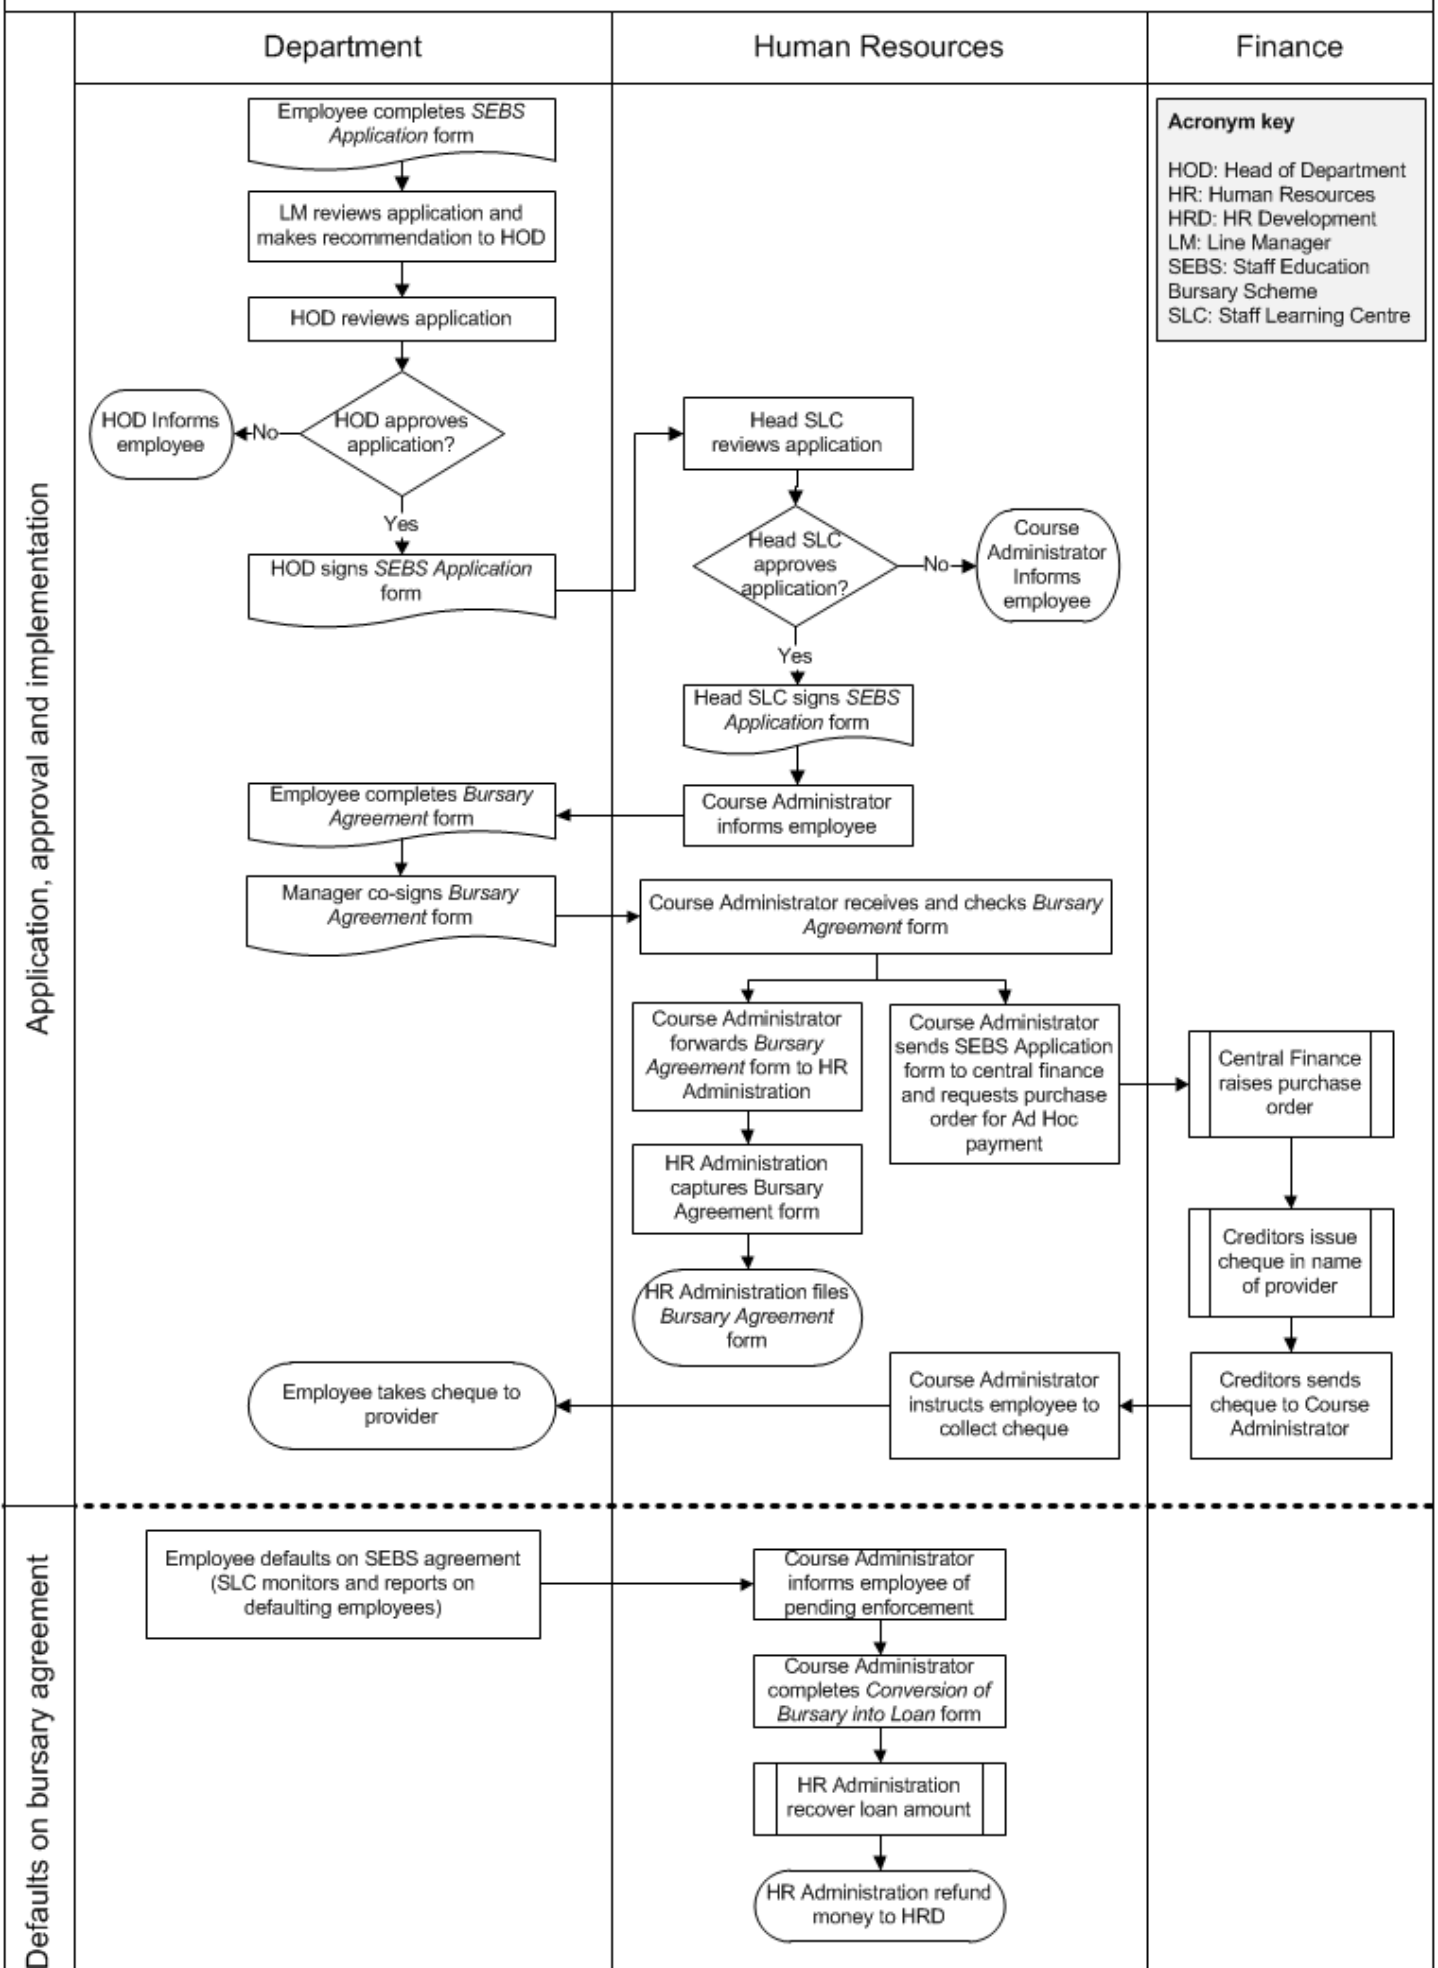 Department
Human Resources
Finance
Application, approval and implementation
Employee completes SEBS
Application form
LM reviews application and
makes recommendation to HOD
HOD reviews application
HOD approves
application?
No
HOD Informs
employee
Yes
HOD signs SEBS Application
form
Acronym key
HOD: Head of Department
HR: Human Resources
HRD: HR Development
LM: Line Manager
SEBS: Staff Education
Bursary Scheme
SLC: Staff Learning Centre
Head SLC
reviews application
Head SLC
approves
application?
No
Course
Administrator
Informs
employee
Yes
Head SLC signs SEBS
Application form
Course Administrator
informs employee
Employee completes Bursary
Agreement form
Manager co-signs Bursary
Agreement form
Course Administrator receives and checks Bursary
Agreement form
Course Administrator
forwards Bursary
Agreement form to HR
Administration
HR Administration
captures Bursary
Agreement form
HR Administration files
Bursary Agreement
form
Course Administrator
sends SEBS Application
form to central finance
and requests purchase
order for Ad Hoc
payment
Central Finance
raises purchase
order
Creditors issue
cheque in name
of provider
Creditors sends
cheque to Course
Administrator
Course Administrator
instructs employee to
collect cheque
Employee takes cheque to
provider
Defaults on bursary agreement
Employee defaults on SEBS agreement
(SLC monitors and reports on
defaulting employees)
Course Administrator
informs employee of
pending enforcement
Course Administrator
completes Conversion of
Bursary into Loan form
HR Administration
recover loan amount
HR Administration refund
money to HRD